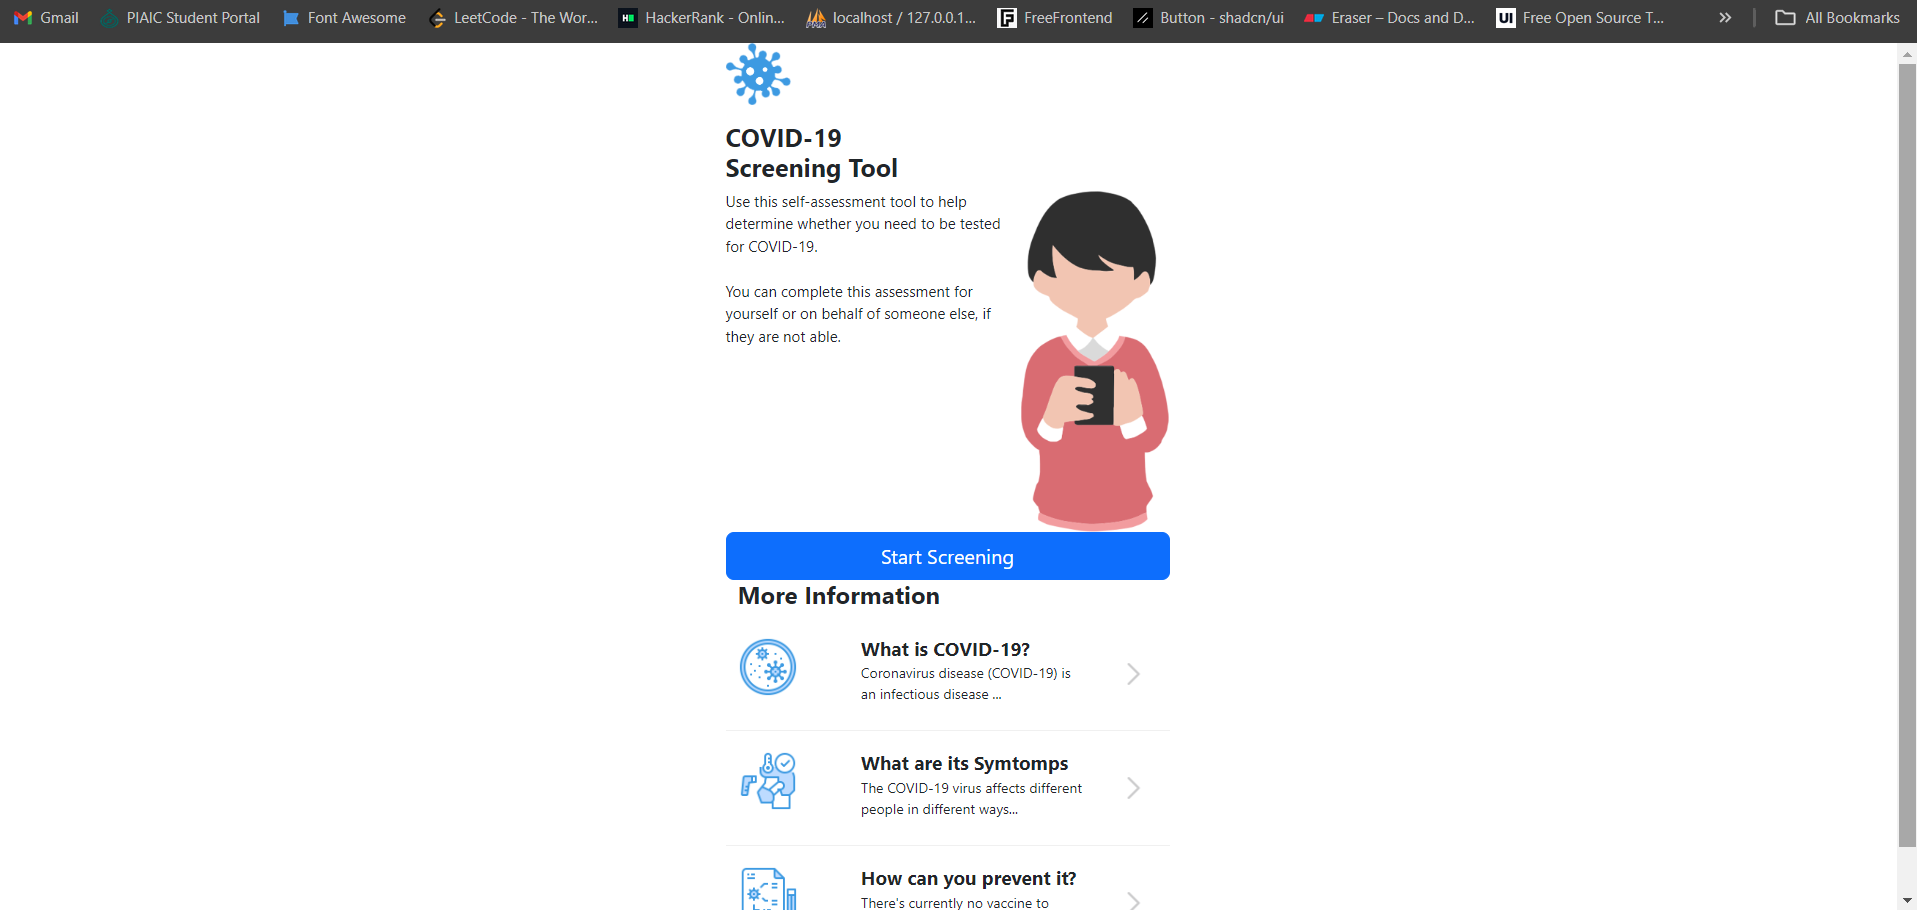 Gmail PIAIC Student Portal Font Awesome LeetCode - The Wor... HackerRank - Onlin... localhost / 127.0.0.1... FreeFrontend Button - shadcn/ui Eraser – Docs and D... Free Open Source T... All Bookmarks
COVID-19
Screening Tool
Use this self-assessment tool to help
determine whether you need to be tested
for COVID-19.
You can complete this assessment for
yourself or on behalf of someone else, if
they are not able.
Start Screening
More Information
What is COVID-19?
Coronavirus disease (COVID-19) is
an infectious disease ...
What are its Symtomps
The COVID-19 virus affects different
people in different ways...
How can you prevent it?
There's currently no vaccine to